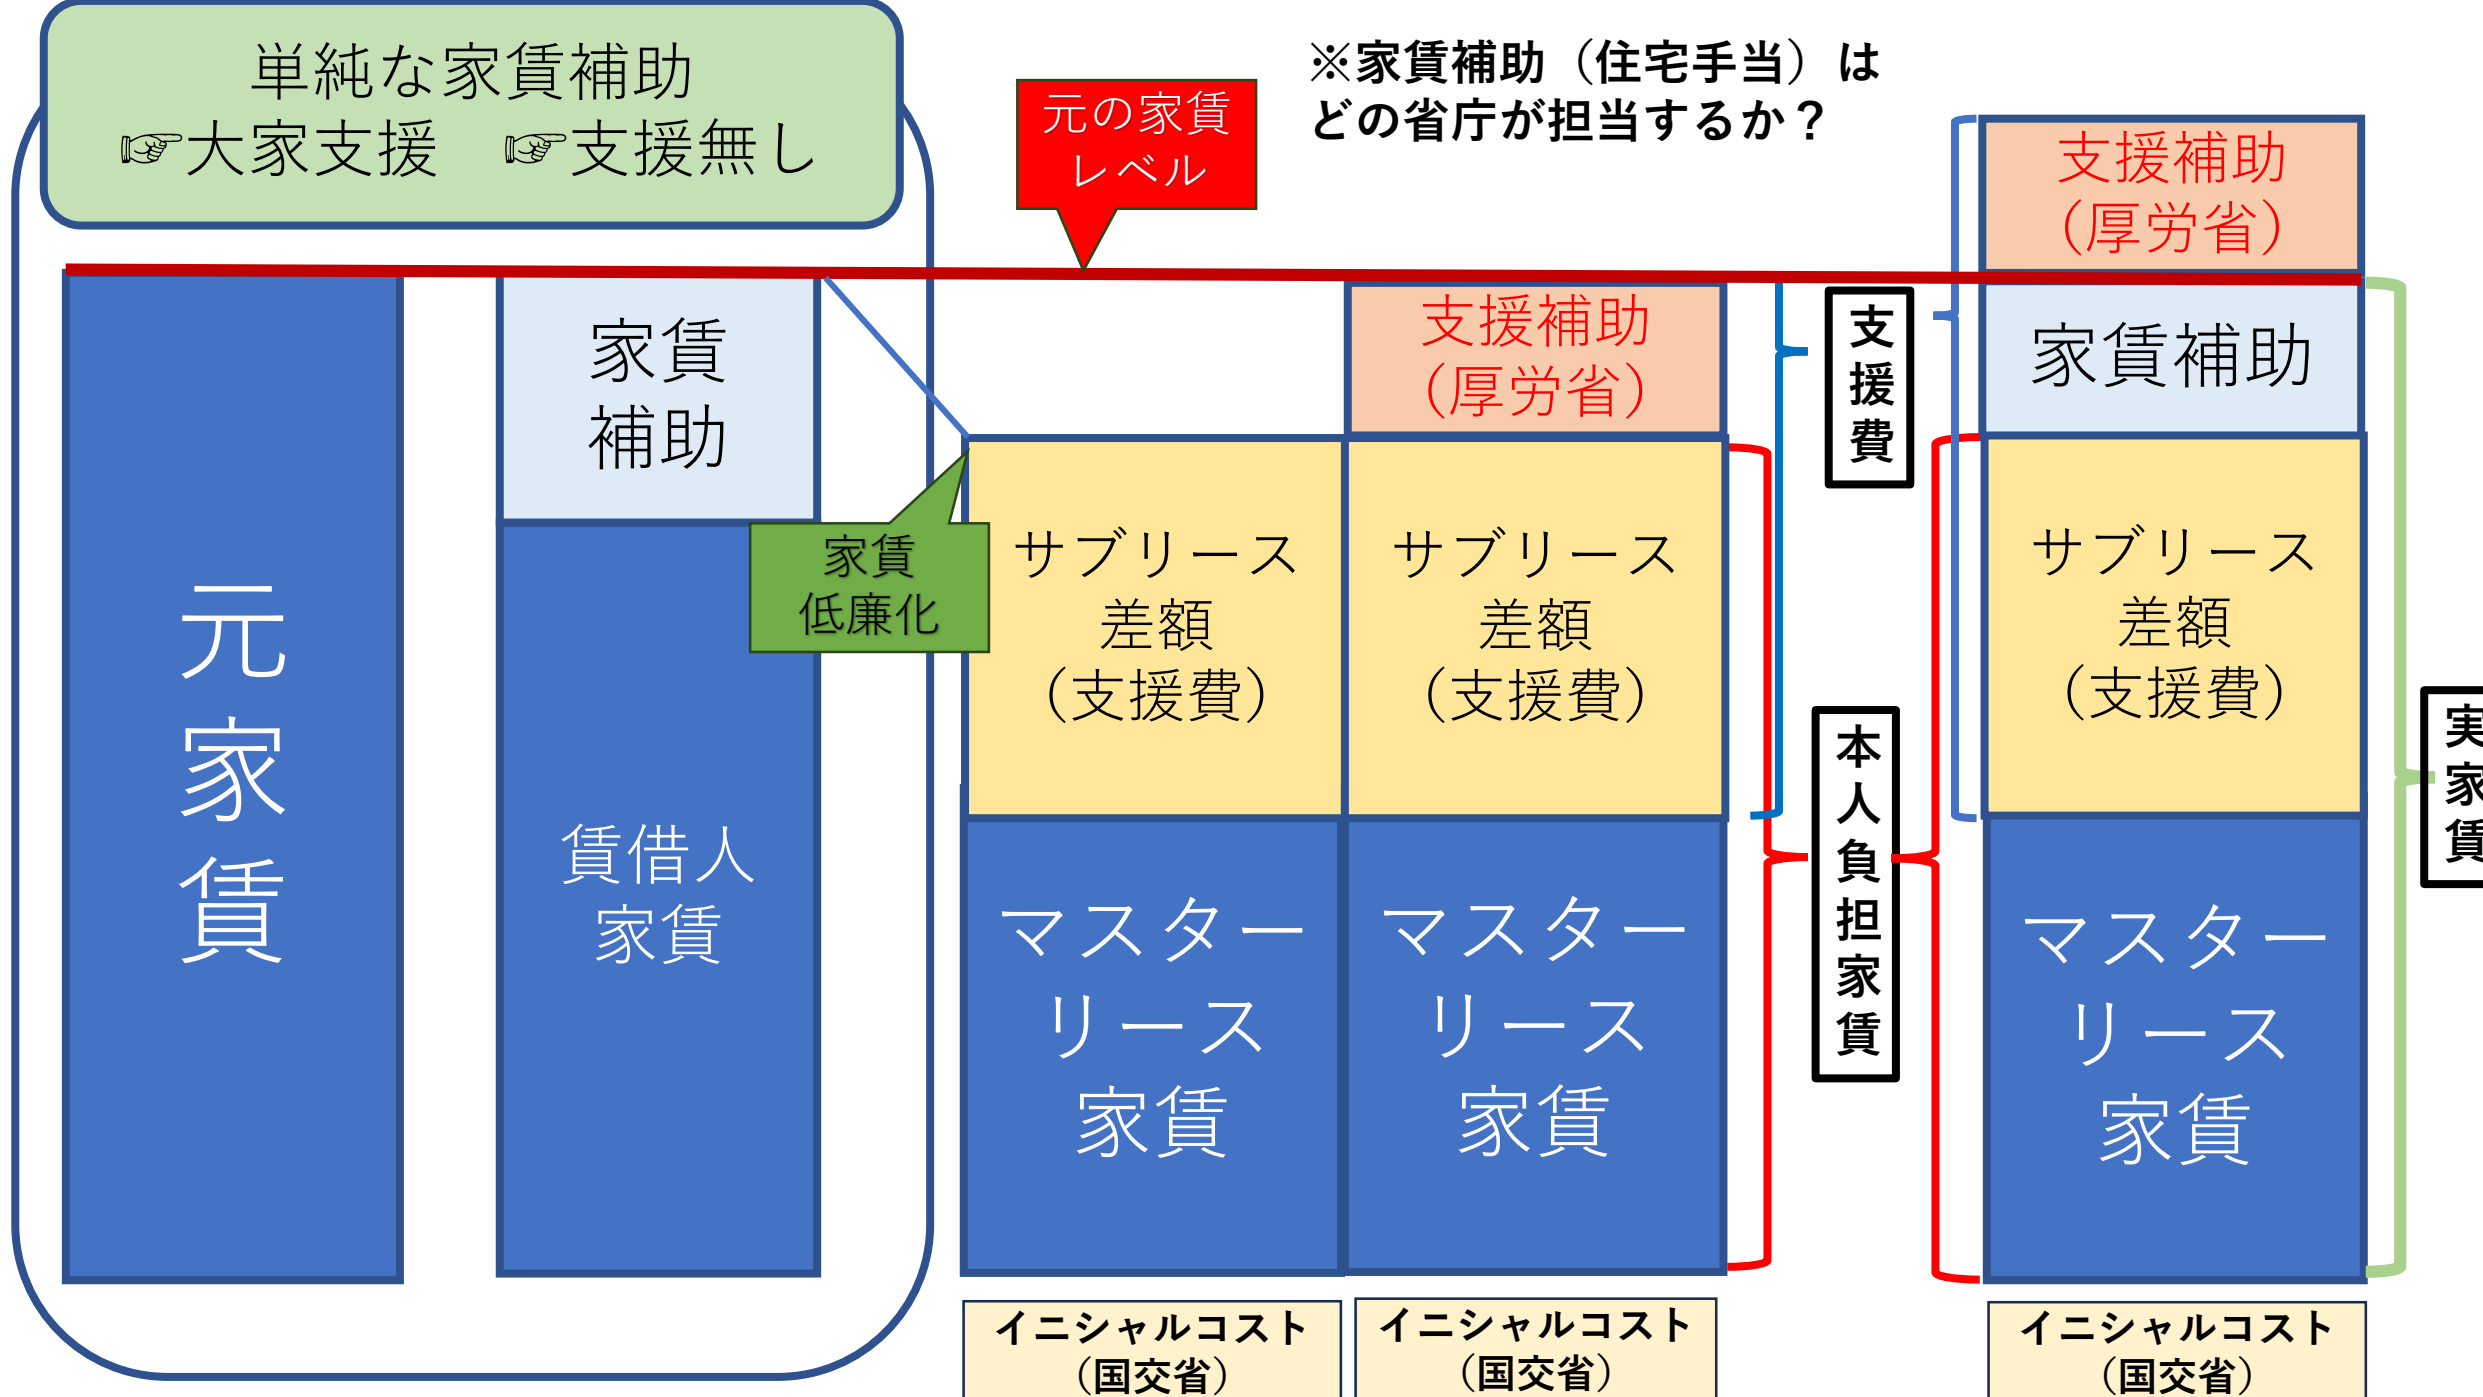 単純な家賃補助
☞大家支援　☞支援無し
元の家賃
レベル
※家賃補助（住宅手当）は
どの省庁が担当するか？
元
家
賃
家賃
補助
賃借人
家賃
家賃
低廉化
サブリース
差額
（支援費）
マスター
リース
家賃
イニシャルコスト
（国交省）
支援補助
（厚労省）
サブリース
差額
（支援費）
マスター
リース
家賃
イニシャルコスト
（国交省）
支
援
費
本
人
負
担
家
賃
支援補助
（厚労省）
家賃補助
サブリース
差額
（支援費）
マスター
リース
家賃
イニシャルコスト
（国交省）
実
家
賃